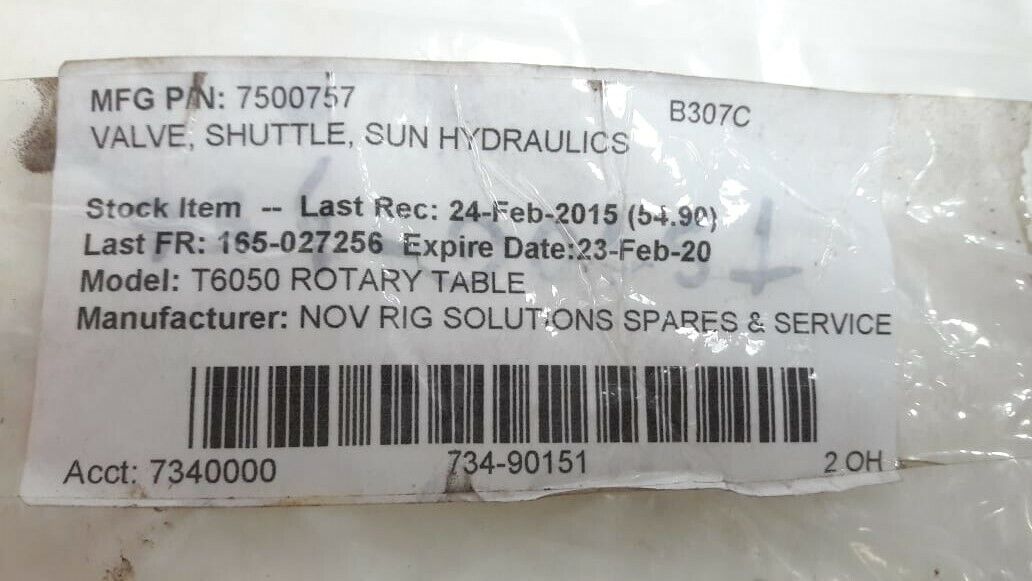 MFG P/N: 7500757
B307C
VALVE, SHUTTLE, SUN HYDRAULICS
Stock Item -- Last Rec: 24-Feb-2015 (54.90)
Last FR: 165-027256 Expire Date:23-Feb-20
Model: T6050 ROTARY TABLE
Manufacturer: NOV RIG SOLUTIONS SPARES & SERVICE
Acct: 7340000 734-90151 2 OH